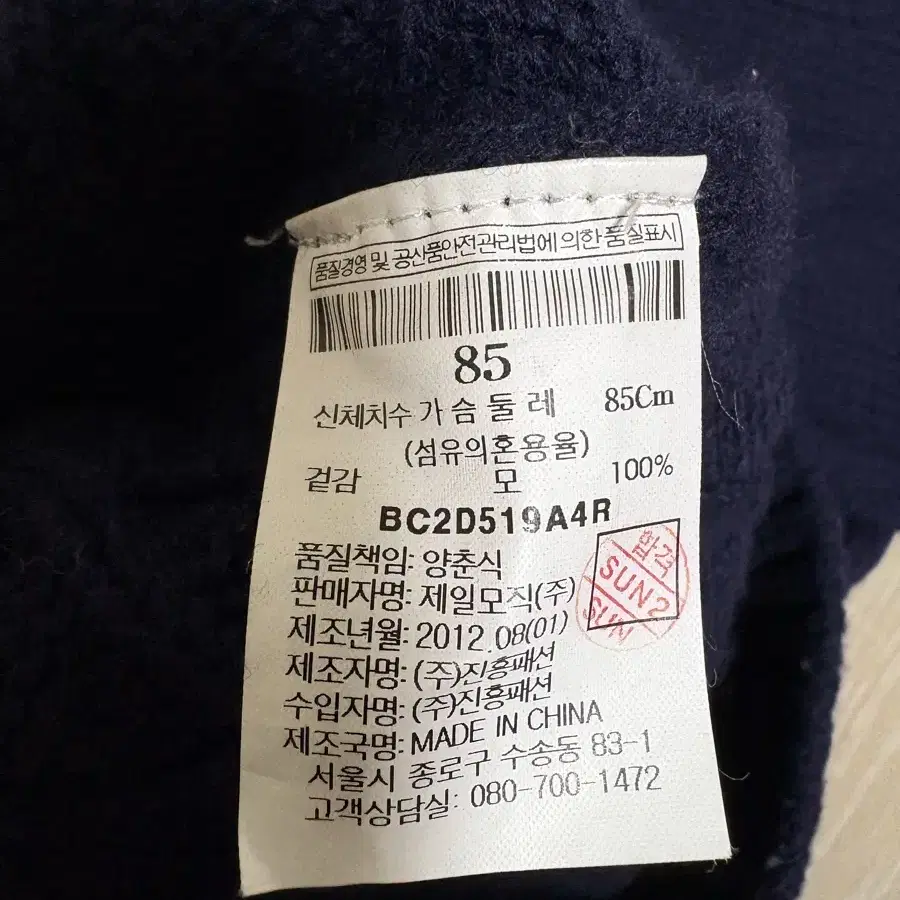 품질경영 및 공산품안전관리법에 의한 품질표시
85
신체치수 가 슴 둘 레 85Cm
(섬유의혼용율)
겉감 모 100%
BC2D519A4R
품질책임: 양춘식
판매자명: 제일모직(주)
제조년월: 2012.08(01)
제조자명: (주)진흥패션
수입자명: (주)진흥패션
제조국명: MADE IN CHINA
서울시 종로구 수송동 83-1
고객상담실: 080-700-1472
SUN2
SUN